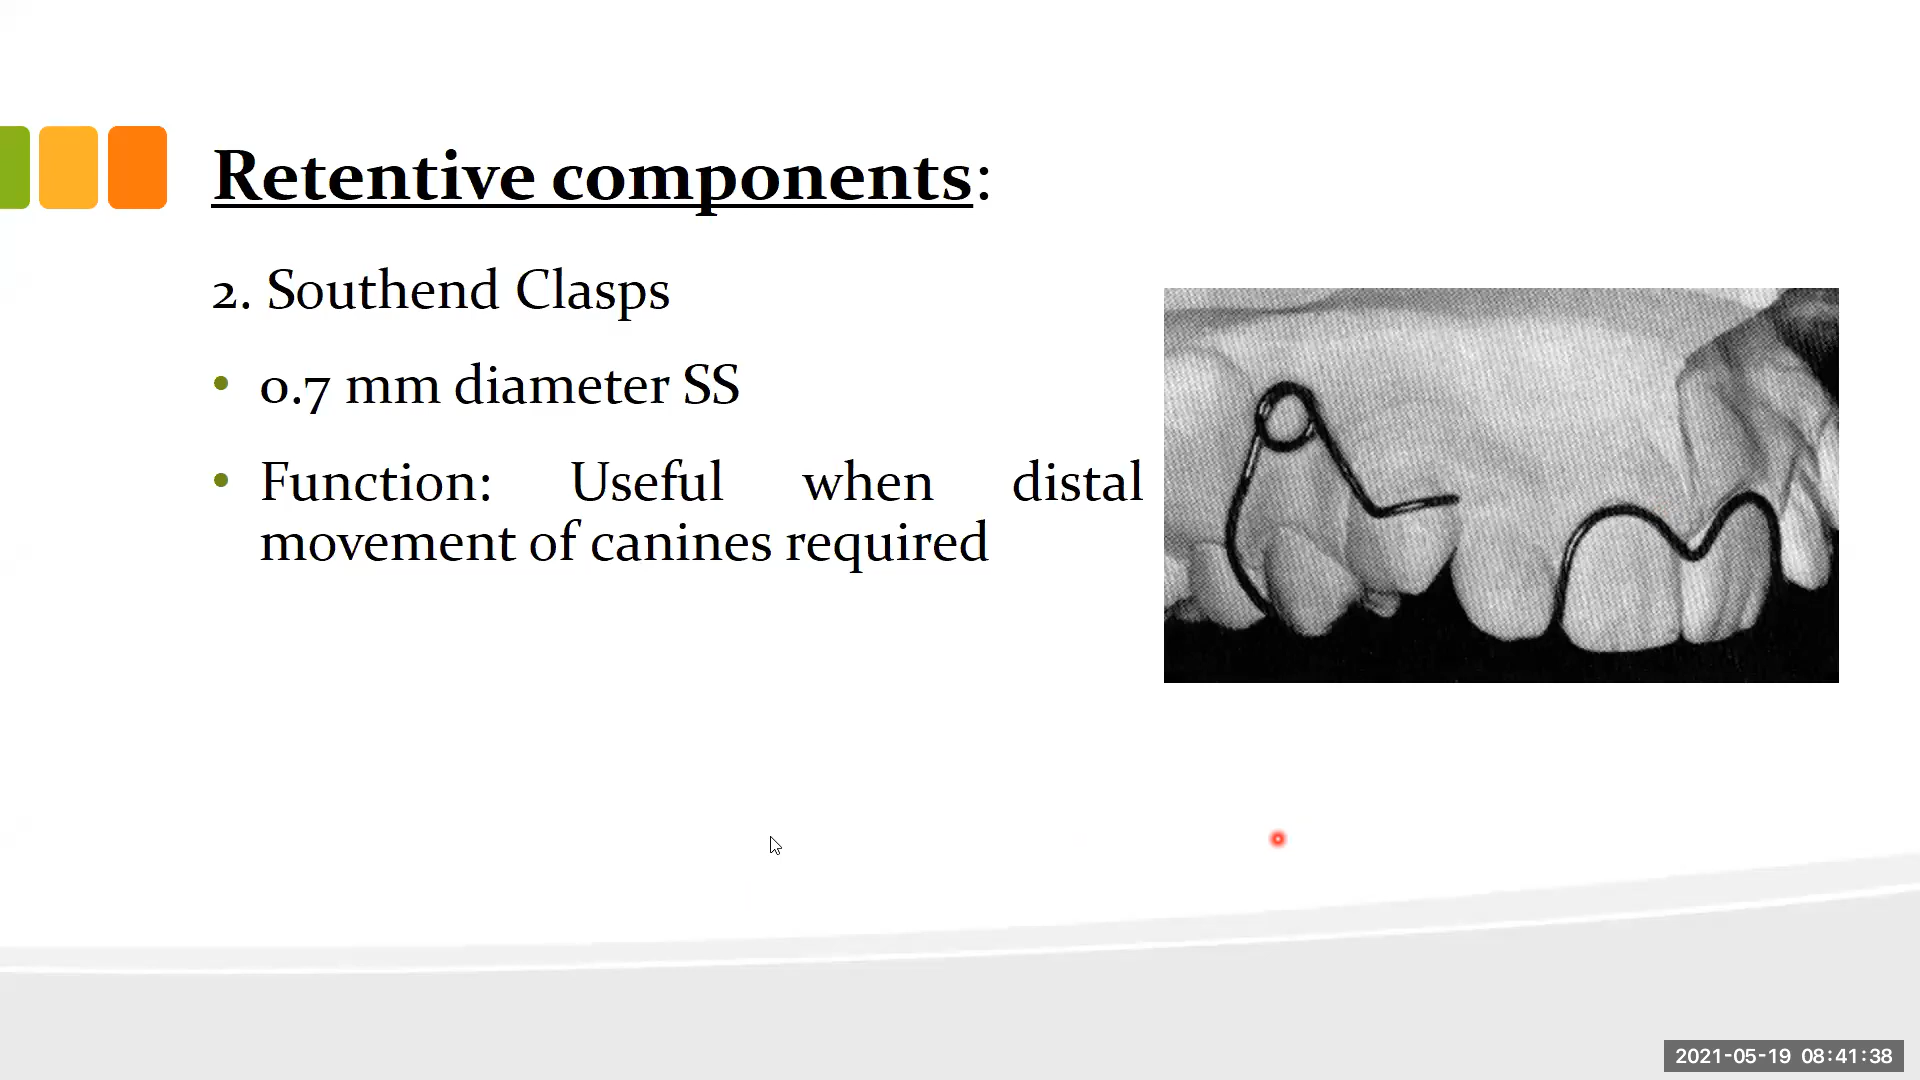 Retentive components:
2. Southend Clasps
• 0.7 mm diameter SS
• Function: Useful when distal
movement of canines required
2021-05-19 08:41:38